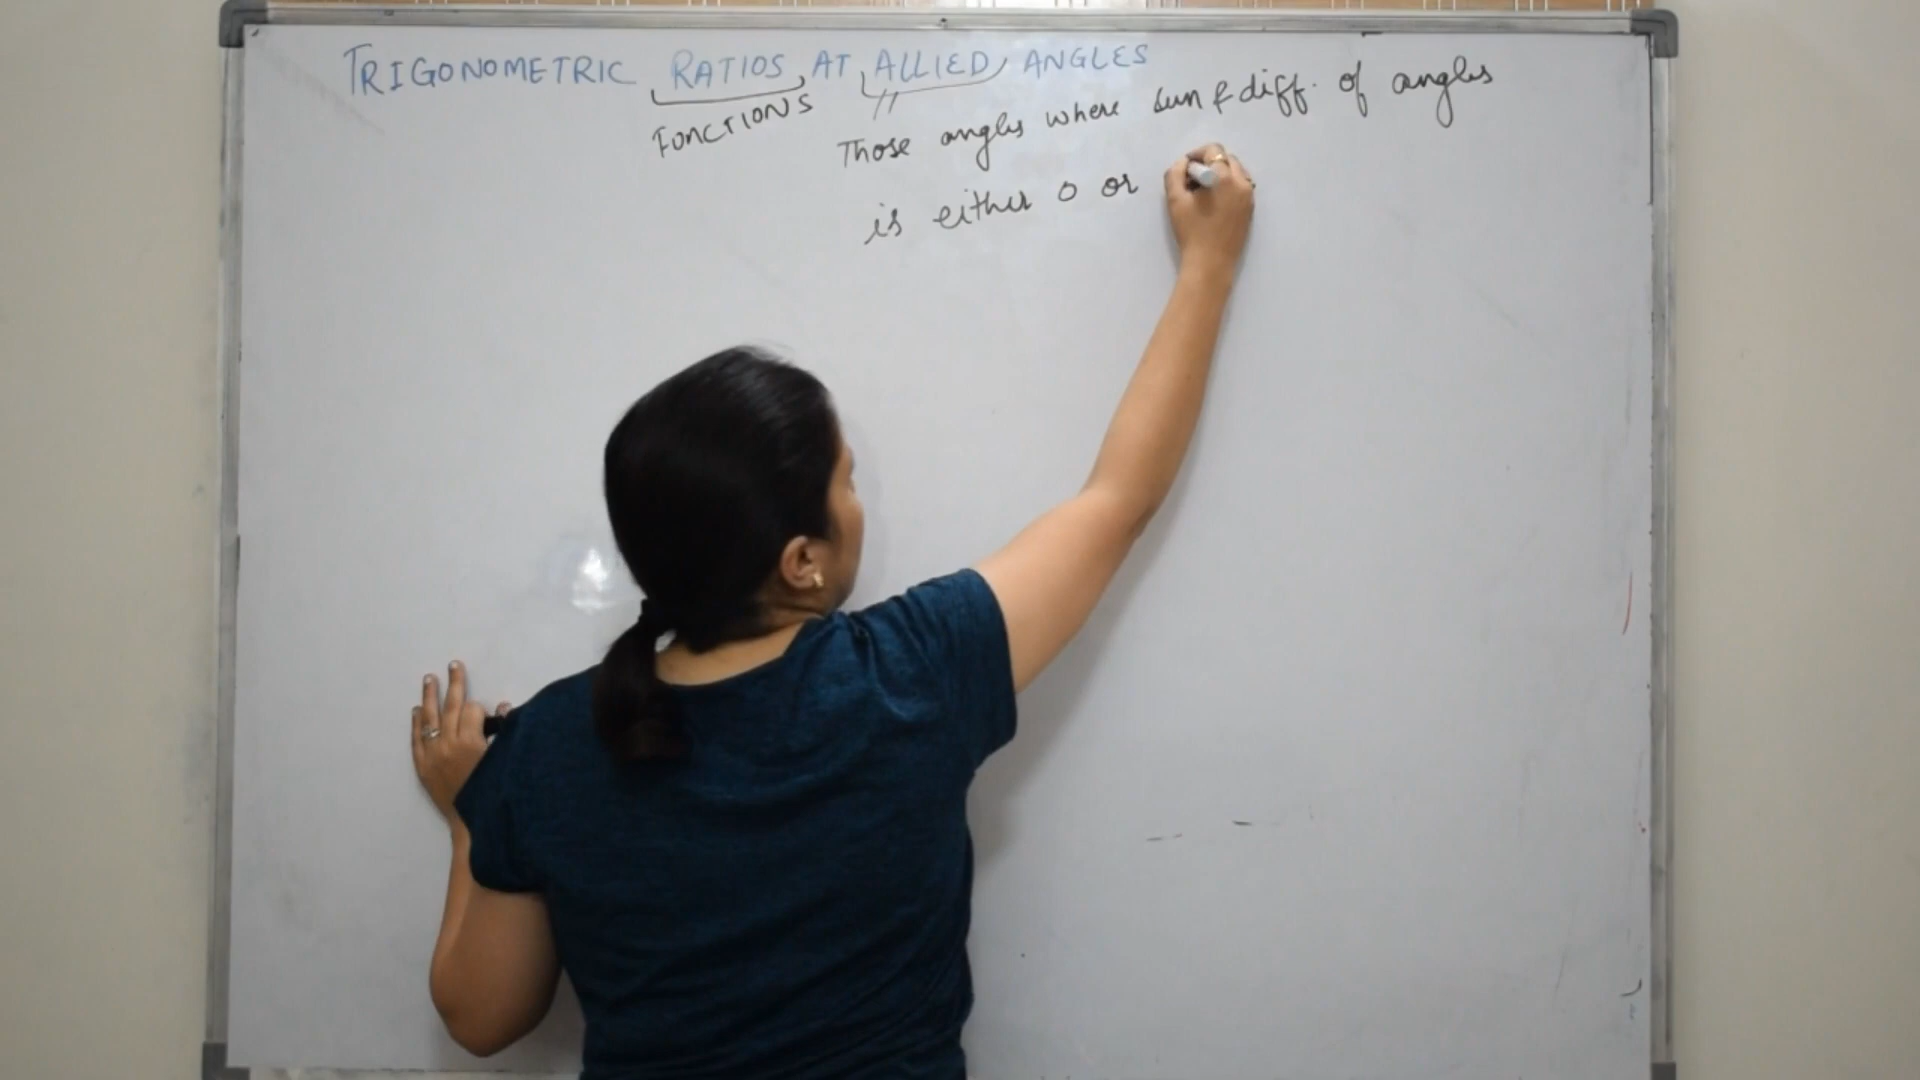 TRIGONOMETRIC RATIOS, AT ALLIED ANGLES
FUNCTIONS
Those angles where sum & diff. of angles
is either 0 or